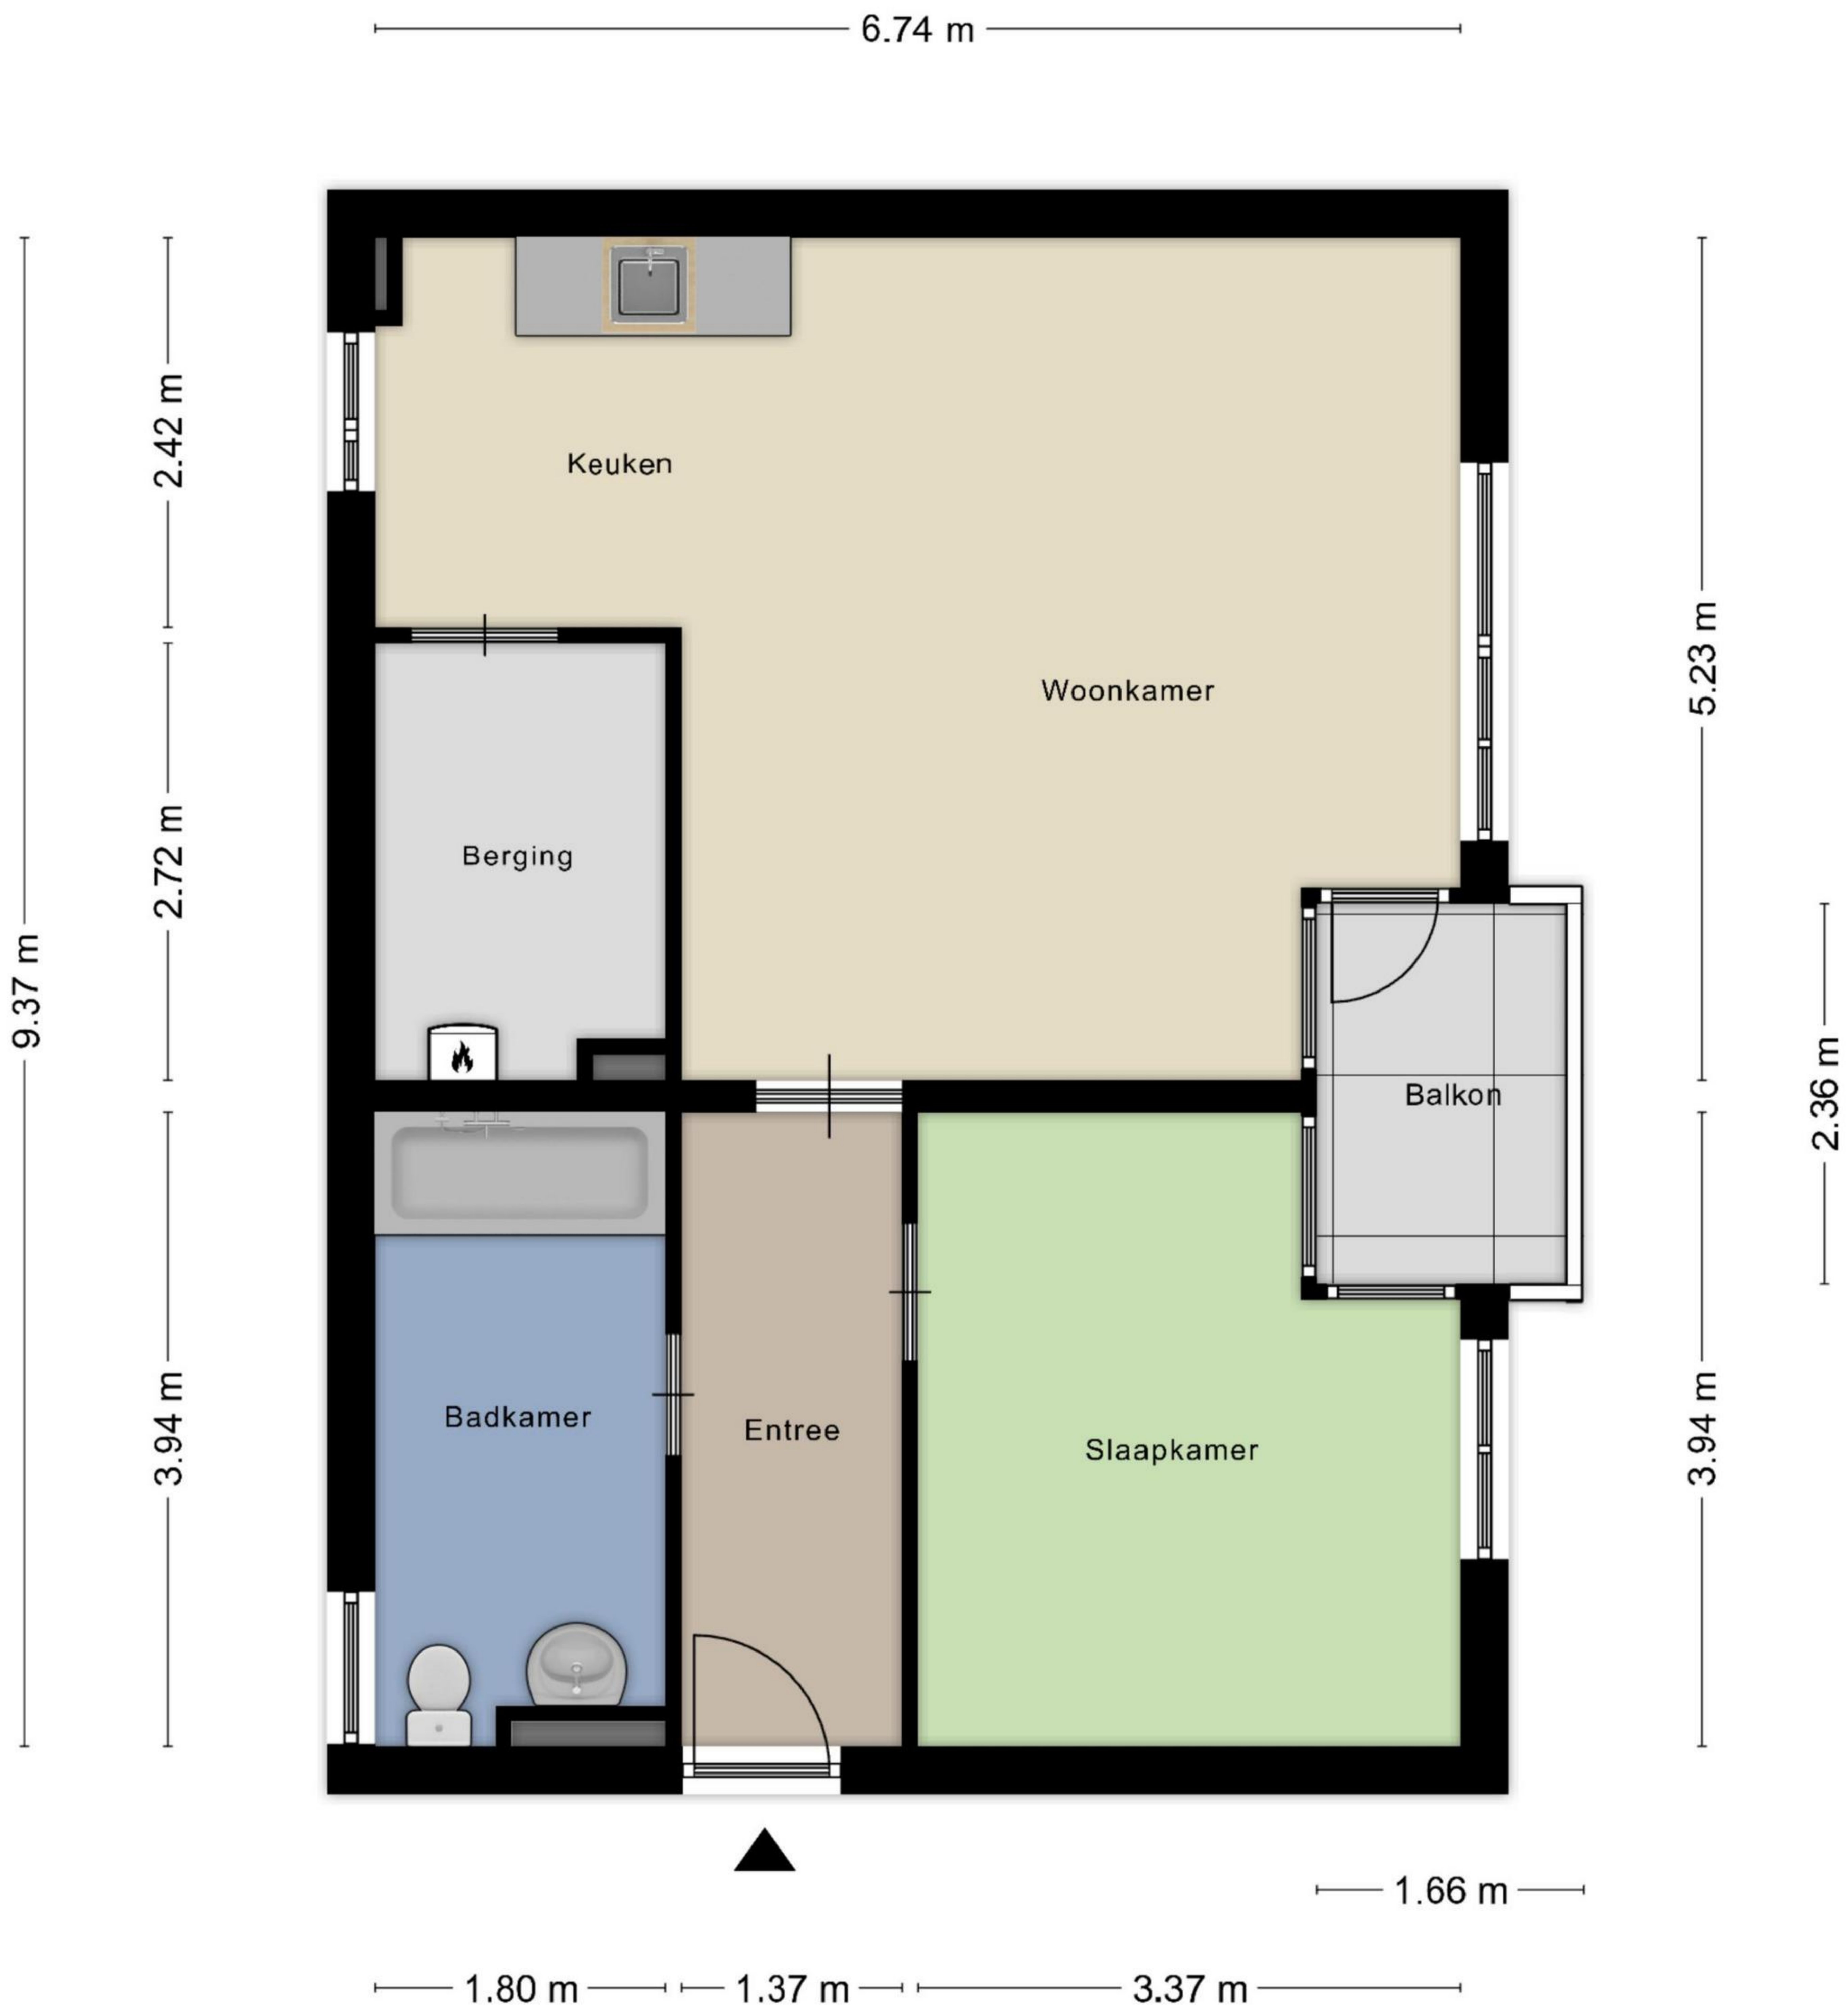 6.74 m
2.42 m
Keuken
5.23 m
Woonkamer
2.72 m
Berging
9.37 m
Balkon
2.36 m
3.94 m
Badkamer
Entree
Slaapkamer
3.94 m
1.66 m
1.80 m
1.37 m
3.37 m